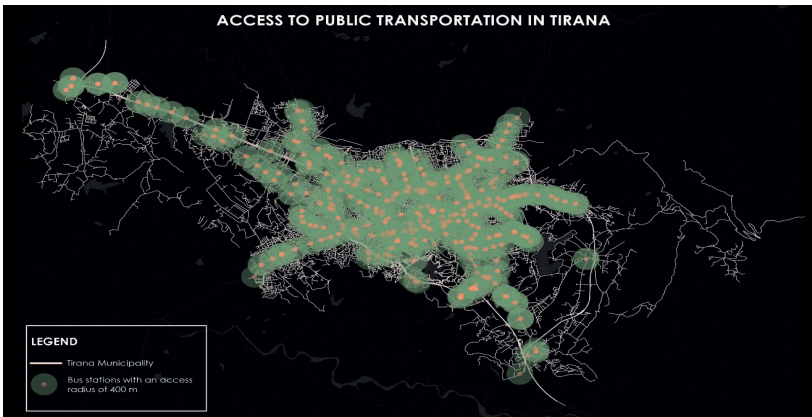 ACCESS TO PUBLIC TRANSPORTATION IN TIRANA
LEGEND
Tirana Municipality
Bus stations with an access
radius of 400 m